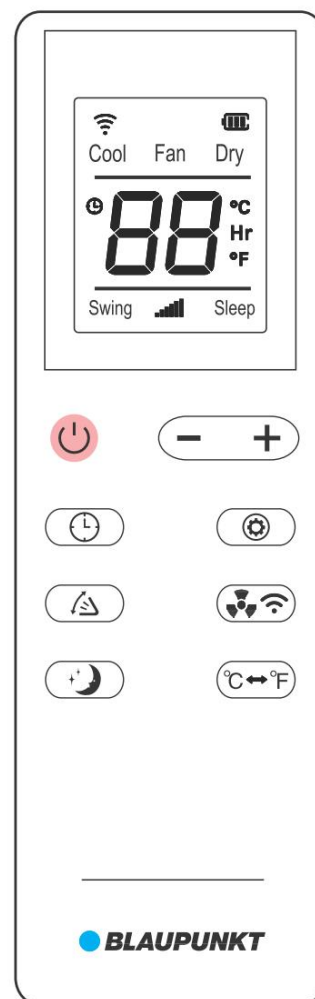 Cool Fan Dry
88 °C
Hr
°F
Swing Sleep
°C↔°F
BLAUPUNKT